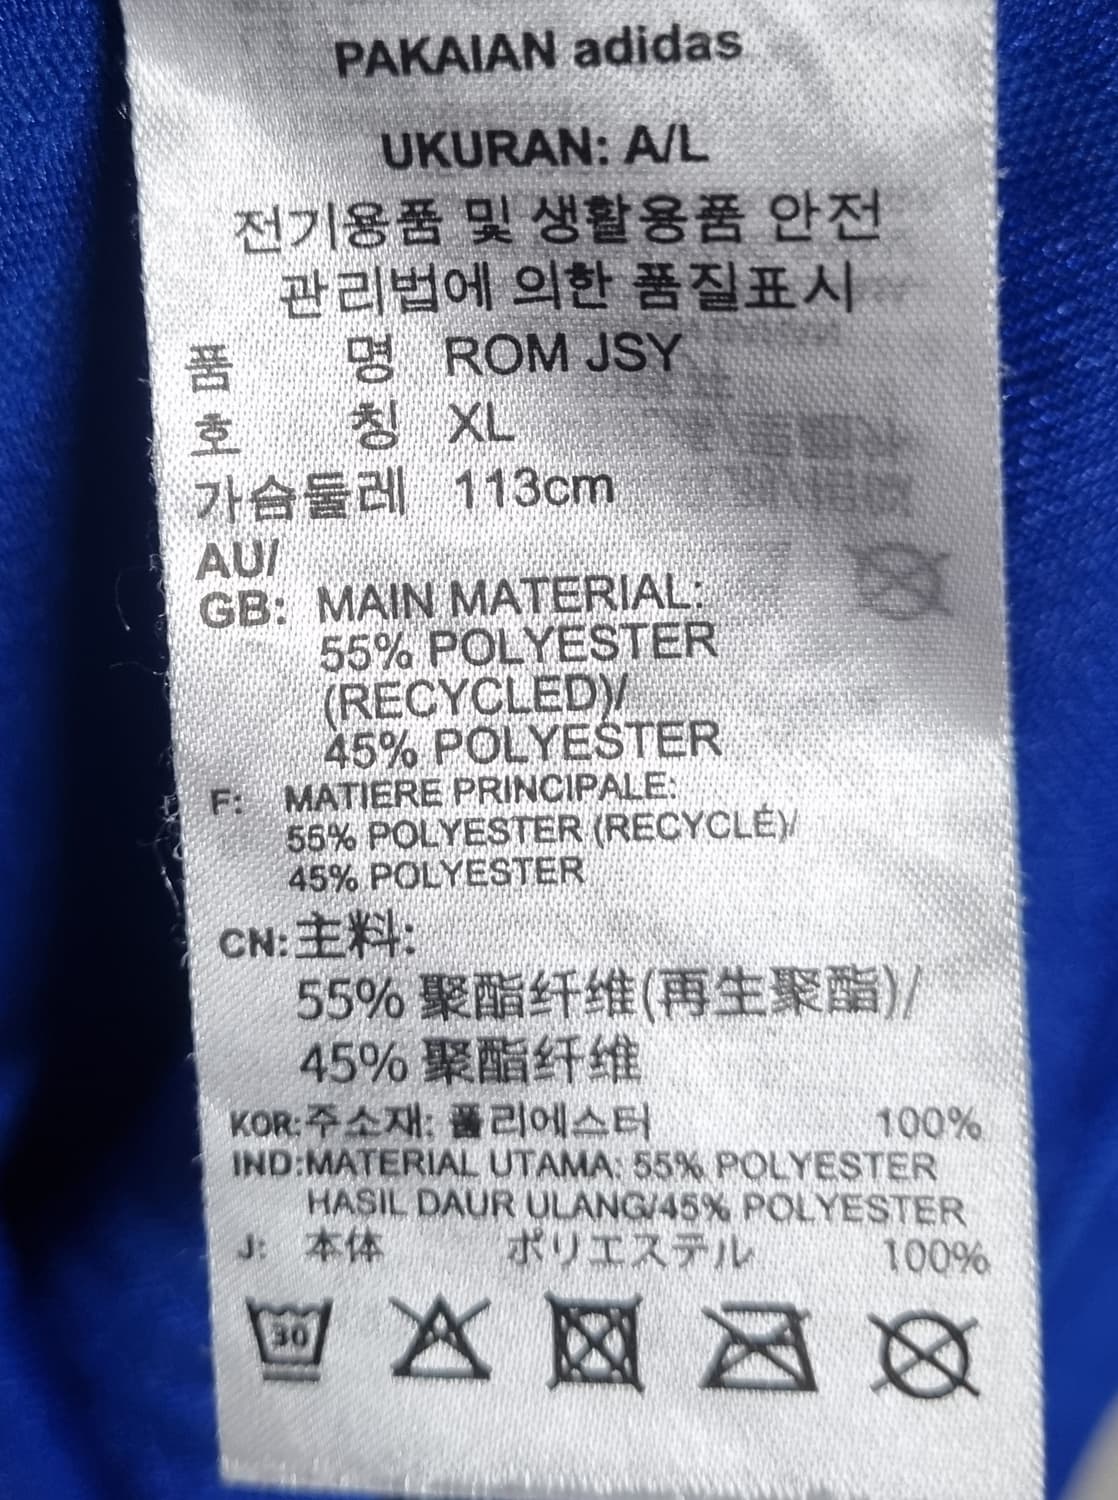 PAKAIAN adidas
UKURAN: A/L
전기용품 및 생활용품 안전
관리법에 의한 품질표시
품 명 ROM JSY
호 칭 XL
가슴둘레 113cm
AU/
GB: MAIN MATERIAL:
55% POLYESTER
(RECYCLED)/
45% POLYESTER
F: MATIERE PRINCIPALE:
55% POLYESTER (RECYCLÉ)/
45% POLYESTER
CN:主料:
55% 聚酯纤维(再生聚酯)/
45% 聚酯纤维
KOR:주소재: 폴리에스터 100%
IND:MATERIAL UTAMA: 55% POLYESTER
HASIL DAUR ULANG/45% POLYESTER
J: 本体 ポリエステル 100%
30